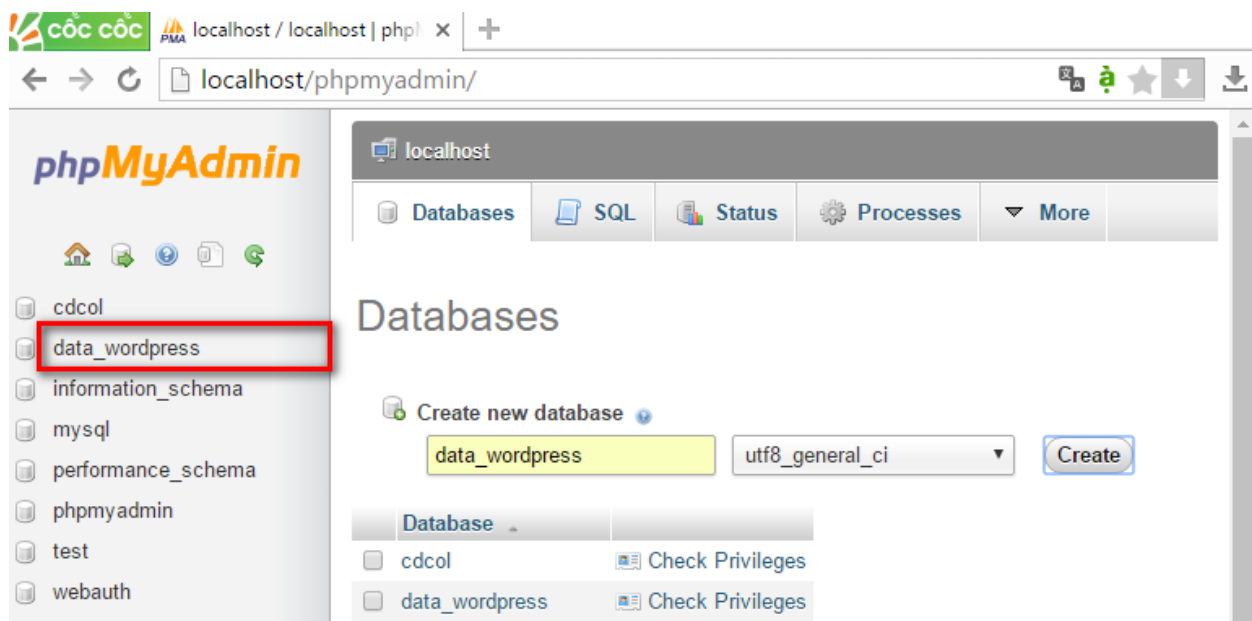 cốc cốc
PMA localhost / localhost | php
localhost/phpmyadmin/
phpMyAdmin
localhost
Databases SQL Status Processes More
cdcol
data_wordpress
information_schema
mysql
performance_schema
phpmyadmin
test
webauth
Databases
Create new database
data_wordpress utf8_general_ci Create
Database
cdcol Check Privileges
data_wordpress Check Privileges